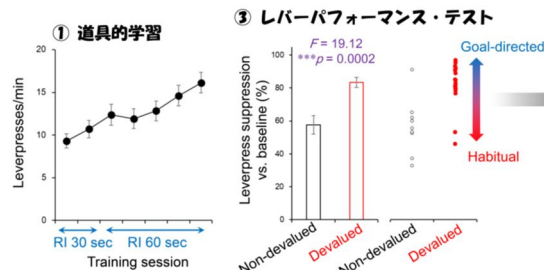 ① 道具的学習
Leverpresses/min
20
15
10
5
0
RI 30 sec
RI 60 sec
Training session
③ レバーパフォーマンス・テスト
F = 19.12
***p = 0.0002
Leverpress suppression
vs. baseline (%)
100
80
60
40
20
0
Non-devalued
Devalued
Non-devalued
Devalued
Goal-directed
Habitual